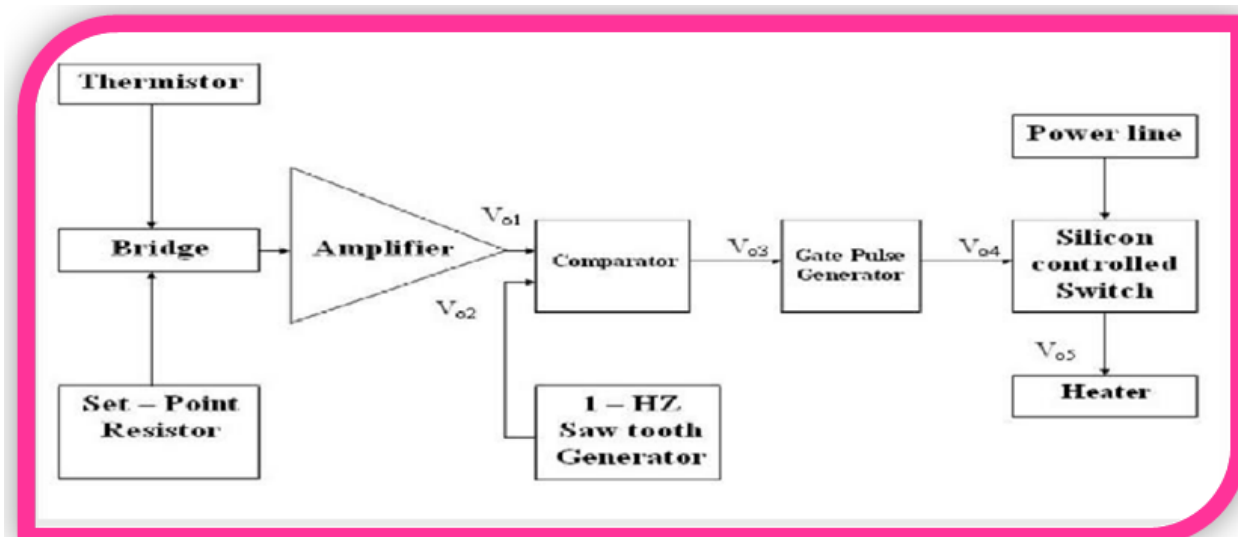 Thermistor
Power line
Bridge
Amplifier
Vo1
Comparator
Vo3
Gate Pulse
Generator
Vo4
Silicon
controlled
Switch
Vo2
Vo5
Set – Point
Resistor
1 – HZ
Saw tooth
Generator
Heater